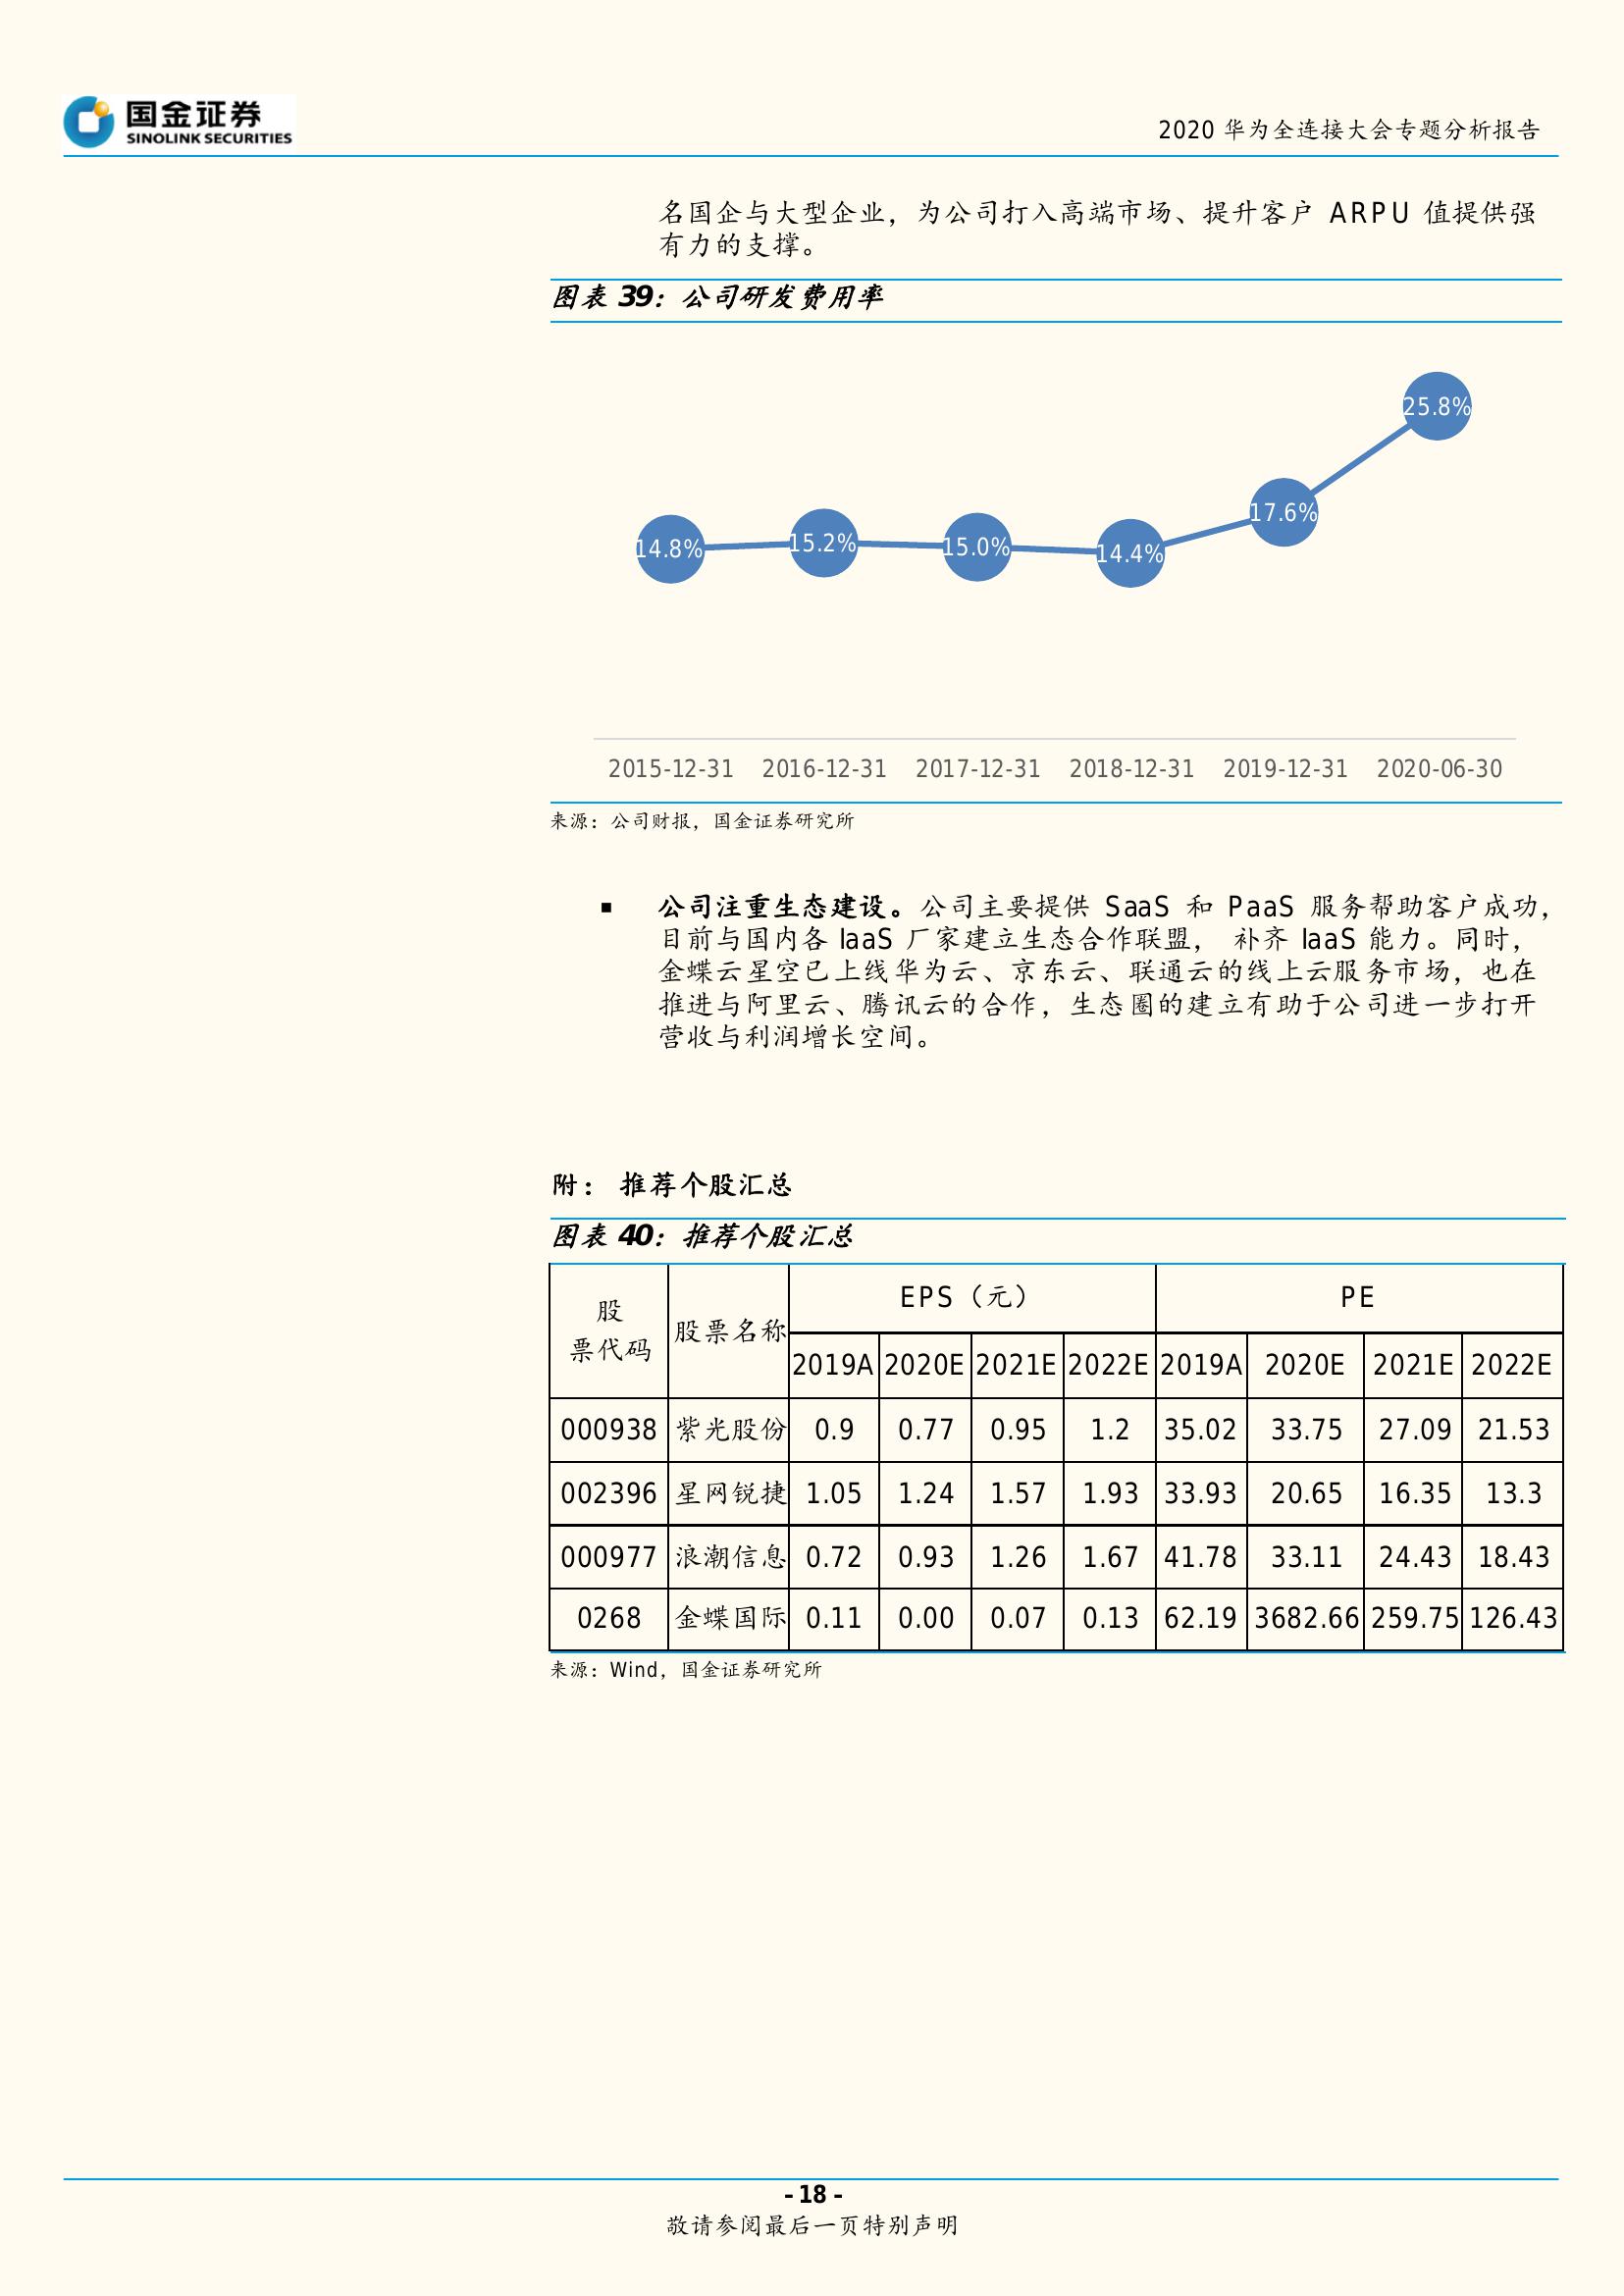 国金证券
SINOLINK SECURITIES
2020 华为全连接大会专题分析报告
名国企与大型企业，为公司打入高端市场、提升客户 ARPU 值提供强
有力的支撑。
图表 39：公司研发费用率
14.8% 15.2% 15.0% 14.4% 17.6% 25.8%
2015-12-31 2016-12-31 2017-12-31 2018-12-31 2019-12-31 2020-06-30
来源：公司财报，国金证券研究所
■ 公司注重生态建设。公司主要提供 SaaS 和 PaaS 服务帮助客户成功，
目前与国内各 IaaS 厂家建立生态合作联盟， 补齐 IaaS 能力。同时，
金蝶云星空已上线华为云、京东云、联通云的线上云服务市场，也在
推进与阿里云、腾讯云的合作，生态圈的建立有助于公司进一步打开
营收与利润增长空间。
附： 推荐个股汇总
图表 40：推荐个股汇总
股
票代码
股票名称
EPS（元） PE
2019A 2020E 2021E 2022E 2019A 2020E 2021E 2022E
000938 紫光股份 0.9 0.77 0.95 1.2 35.02 33.75 27.09 21.53
002396 星网锐捷 1.05 1.24 1.57 1.93 33.93 20.65 16.35 13.3
000977 浪潮信息 0.72 0.93 1.26 1.67 41.78 33.11 24.43 18.43
0268 金蝶国际 0.11 0.00 0.07 0.13 62.19 3682.66 259.75 126.43
来源：Wind，国金证券研究所
- 18 -
敬请参阅最后一页特别声明